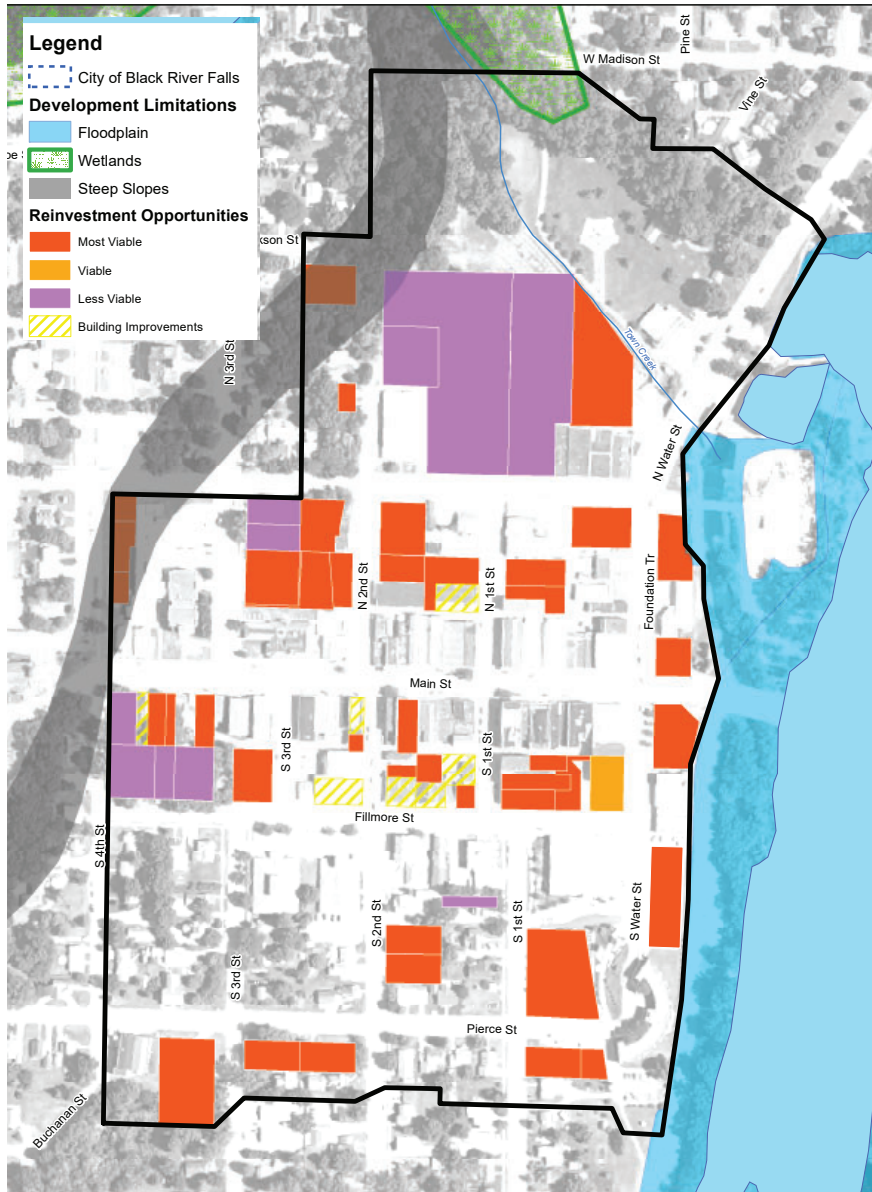 Legend
City of Black River Falls
Development Limitations
Floodplain
Wetlands
Steep Slopes
Reinvestment Opportunities
Most Viable
Viable
Less Viable
Building Improvements
W Madison St
Pine St
Vine St
kson St
N 3rd St
Town Creek
N Water St
N 2nd St
N 1st St
Foundation Tr
Main St
S 3rd St
S 1st St
Fillmore St
S 4th St
S 2nd St
S 1st St
S Water St
S 3rd St
Pierce St
Buchanan St